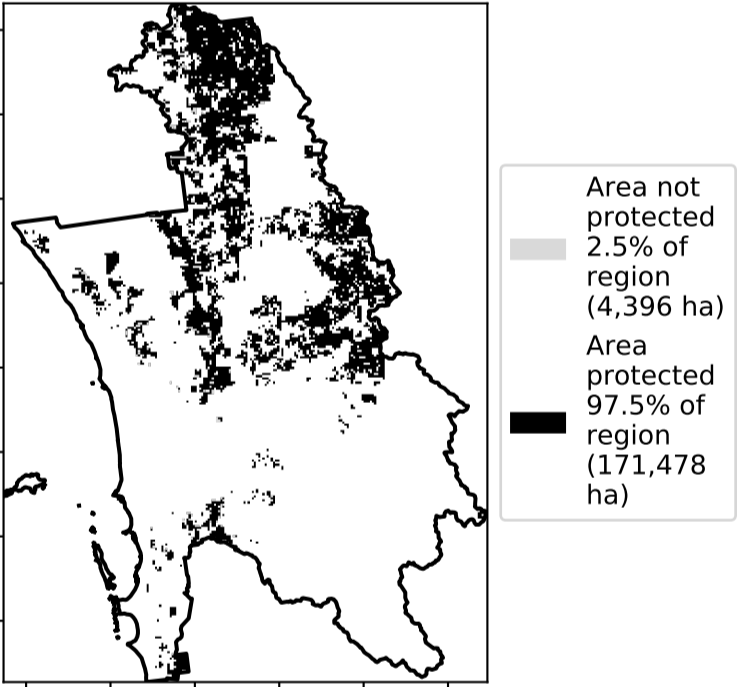 Area not
protected
2.5% of
region
(4,396 ha)
Area
protected
97.5% of
region
(171,478
ha)